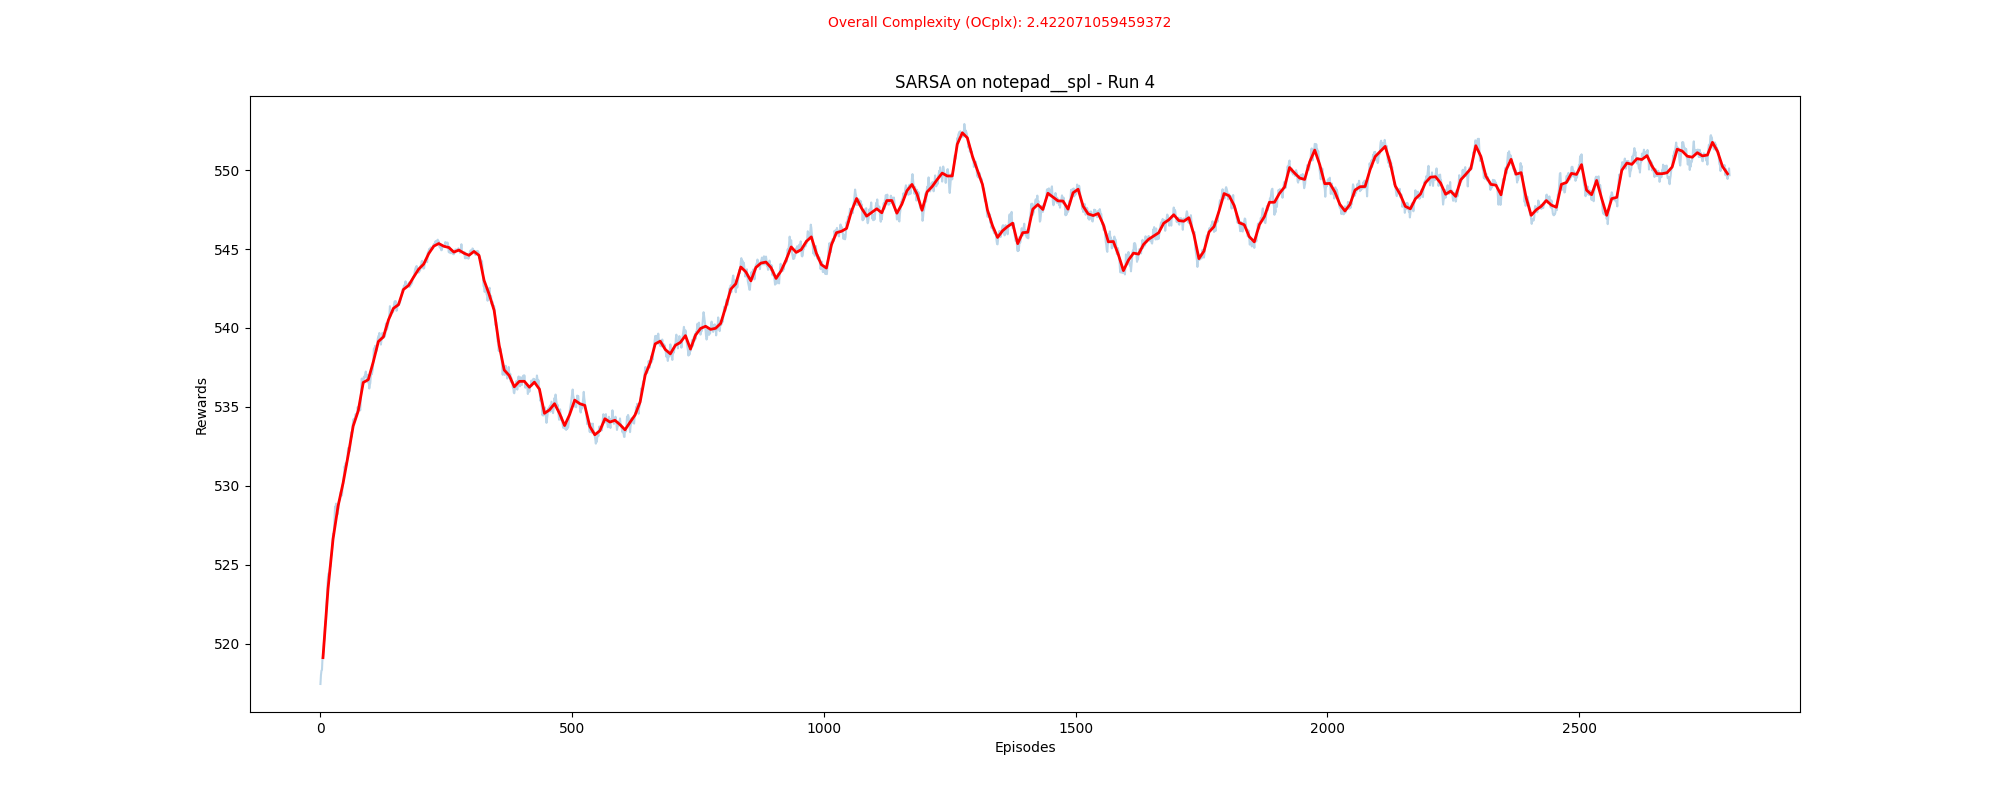 Overall Complexity (OCplx): 2.422071059459372
SARSA on notepad__spl - Run 4
550
545
540
535
530
525
520
Rewards
0 500 1000 1500 2000 2500
Episodes